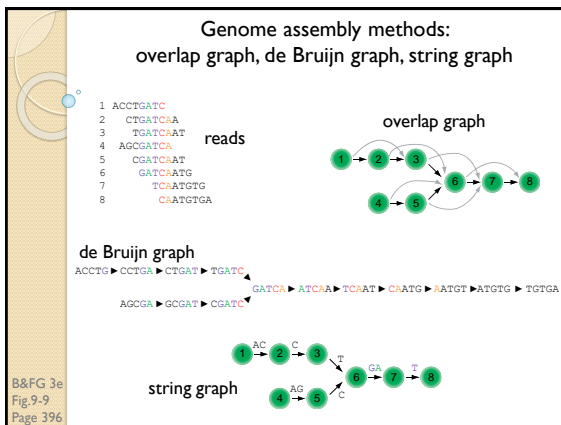 Genome assembly methods:
overlap graph, de Bruijn graph, string graph
1 ACCTGATC
2 CTGATCAA
3 TGATCAAT
4 AGCGATCA
5 CGATCAAT
6 GATCAATG
7 TCAATGTG
8 CAATGTGA
reads
overlap graph
1 2 3 6 7 8
4 5
de Bruijn graph
ACCTG CCTGA CTGAT TGATC
GATCA ATCAA TCAAT CAATG AATGT ATGTG TGTGA
AGCGA GCGAT CGATC
string graph
AC C T GA T
1 2 3 6 7 8
AG C
4 5
B&FG 3e
Fig.9-9
Page 396